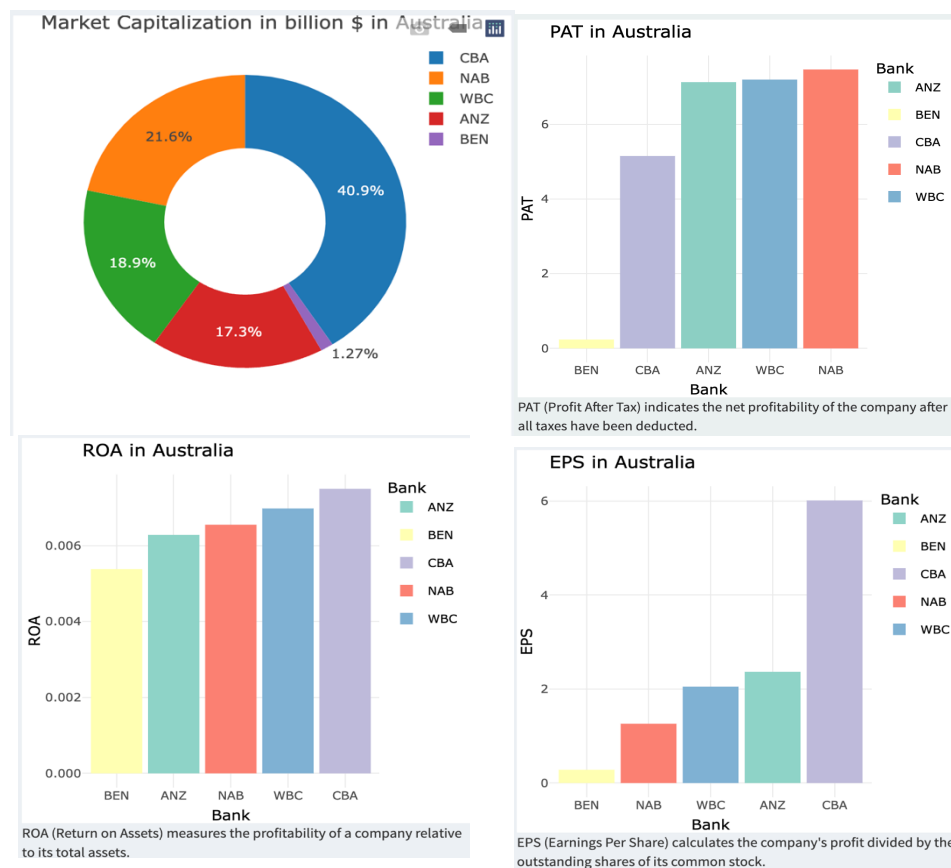 Market Capitalization in billion $ in Australia
CBA
NAB
WBC
ANZ
BEN
21.6%
40.9%
18.9%
17.3%
1.27%
PAT in Australia
Bank
ANZ
BEN
CBA
NAB
WBC
6
4
2
0
PAT
BEN CBA ANZ WBC NAB
Bank
PAT (Profit After Tax) indicates the net profitability of the company after
all taxes have been deducted.
ROA in Australia
Bank
ANZ
BEN
CBA
NAB
WBC
0.006
0.004
0.002
0.000
ROA
BEN ANZ NAB WBC CBA
Bank
ROA (Return on Assets) measures the profitability of a company relative
to its total assets.
EPS in Australia
Bank
ANZ
BEN
CBA
NAB
WBC
6
4
2
0
EPS
BEN NAB WBC ANZ CBA
Bank
EPS (Earnings Per Share) calculates the company's profit divided by the
outstanding shares of its common stock.